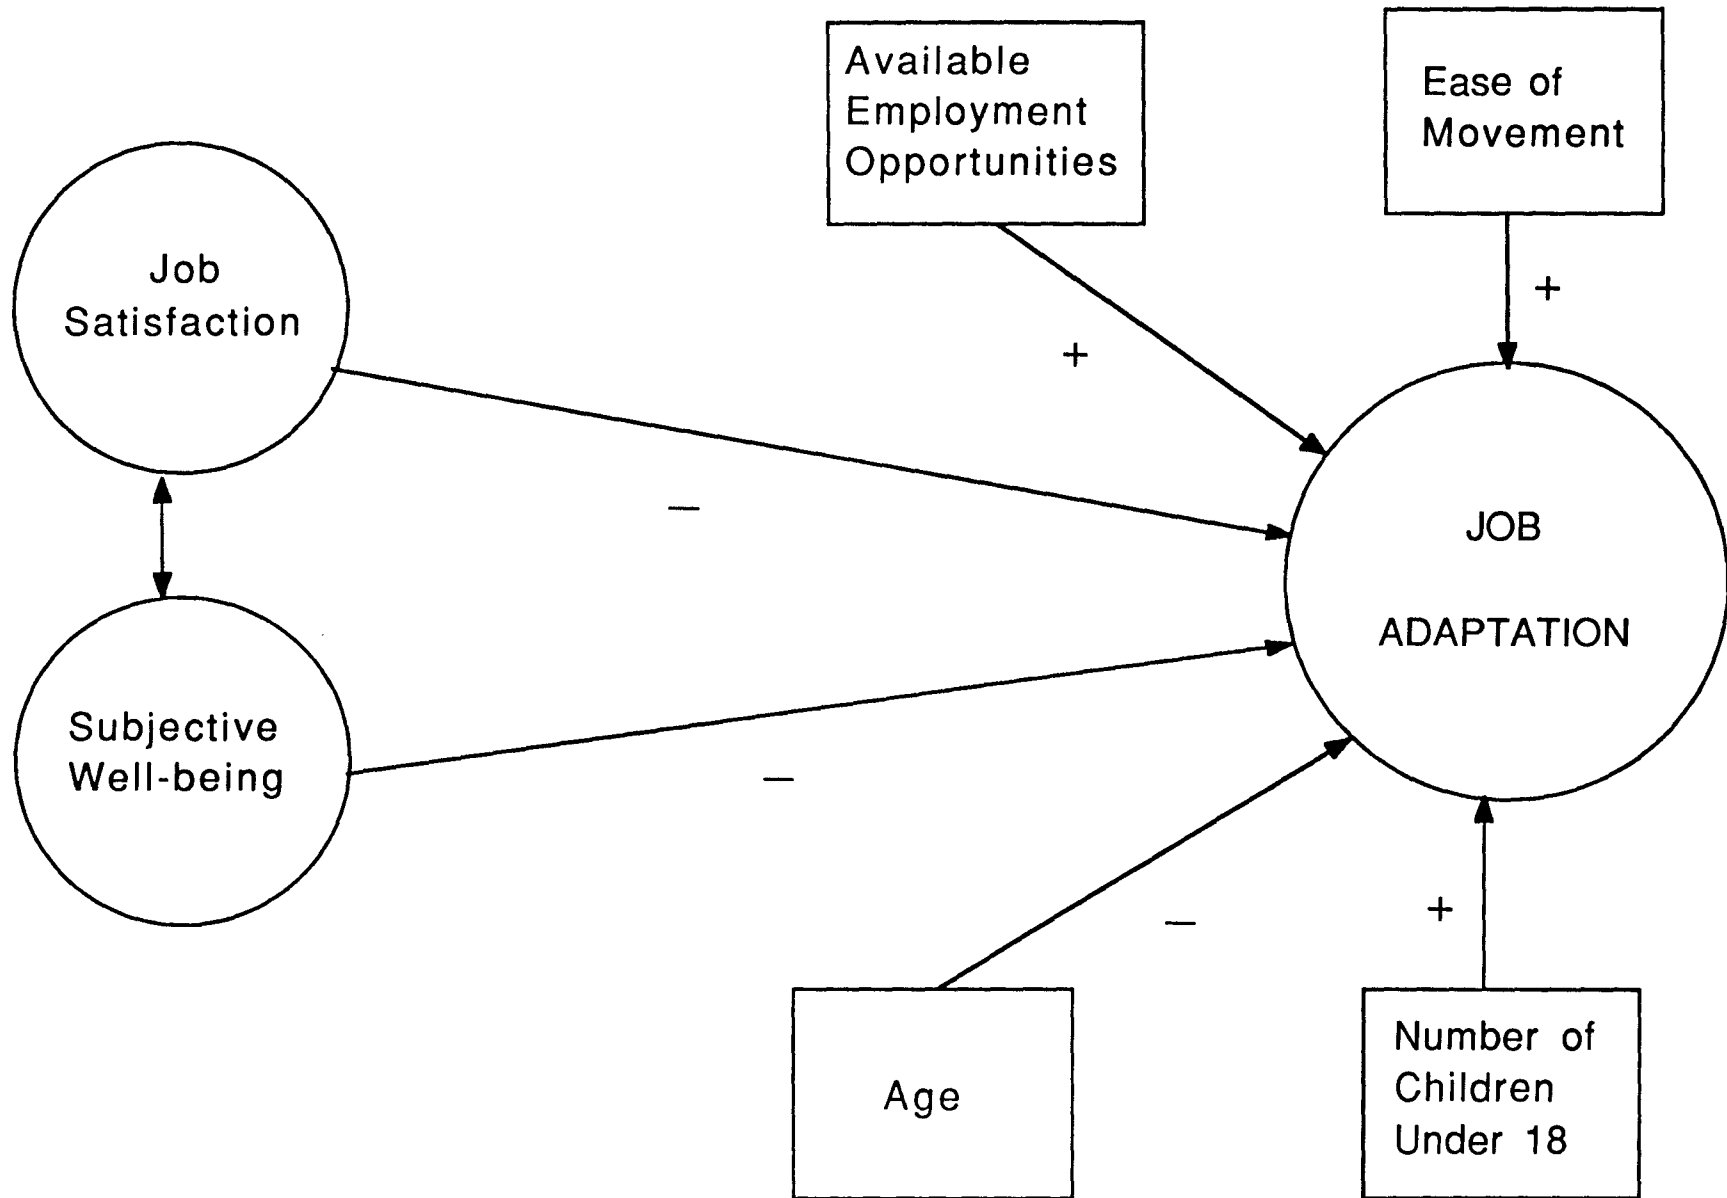 Available
Employment
Opportunities
+
Ease of
Movement
+
Job
Satisfaction
–
JOB
ADAPTATION
Subjective
Well-being
–
–
+
Age
Number of
Children
Under 18